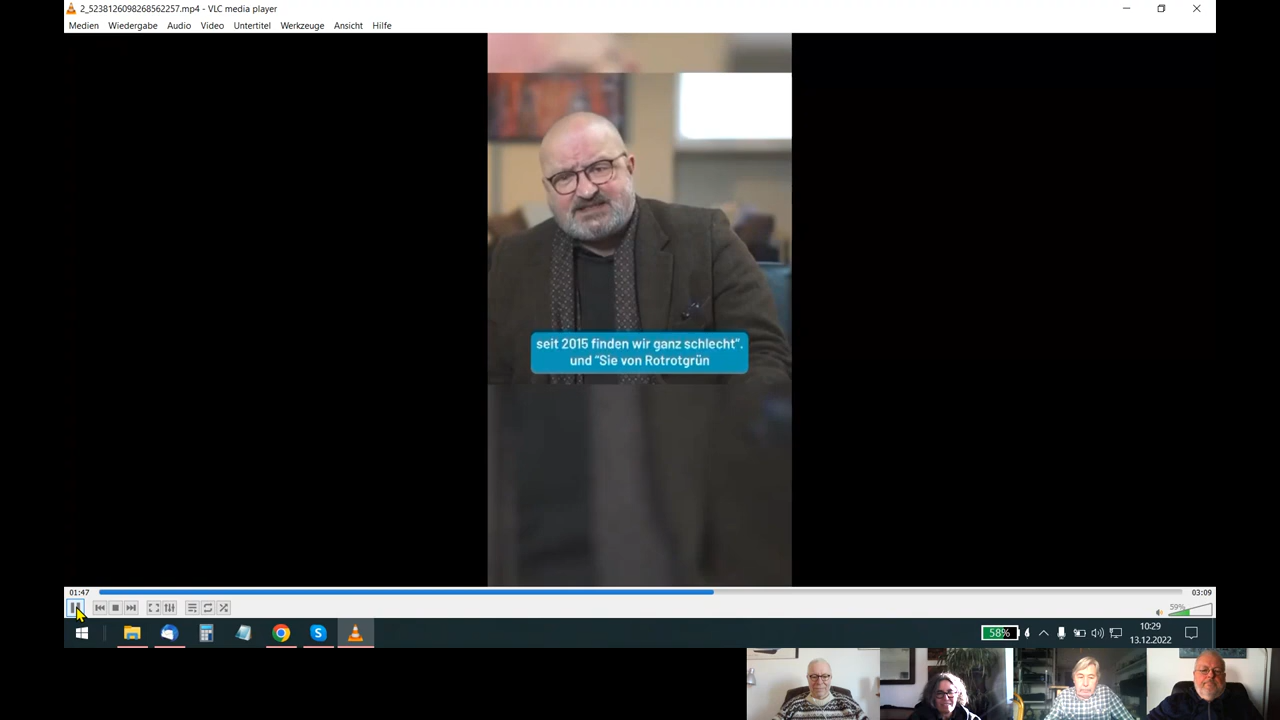 2_5238126098268562257.mp4 - VLC media player
Medien Wiedergabe Audio Video Untertitel Werkzeuge Ansicht Hilfe
seit 2015 finden wir ganz schlecht”.
und “Sie von Rotrotgrün
01:47
03:09
59%
58%
10:29
13.12.2022